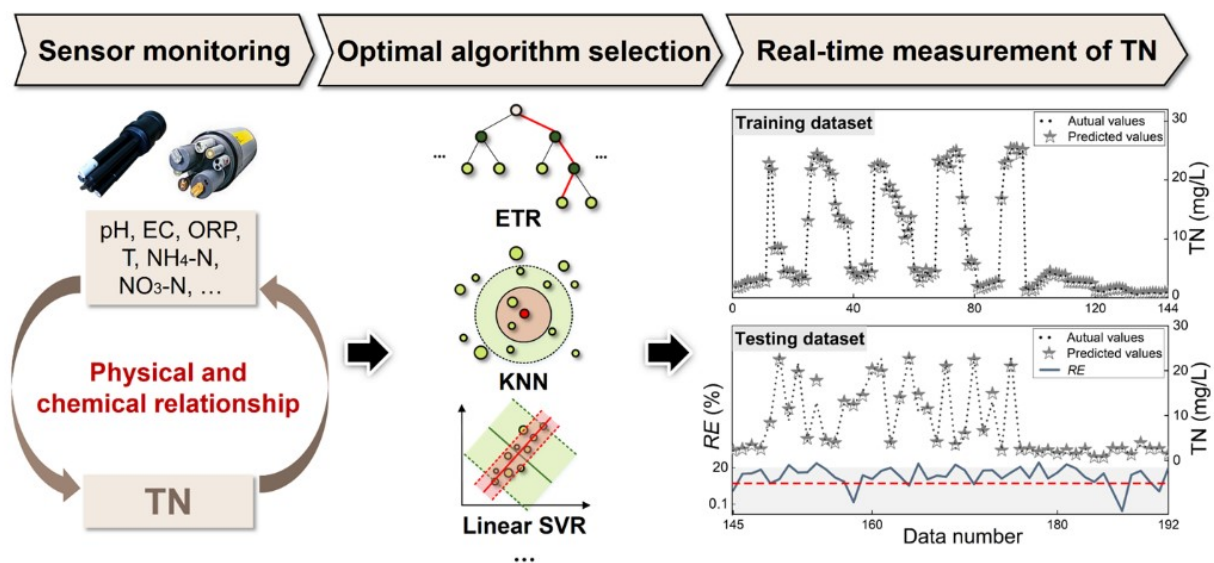 Sensor monitoring
Optimal algorithm selection
Real-time measurement of TN
pH, EC, ORP,
T, NH₄-N,
NO₃-N, ...
Physical and
chemical relationship
TN
...
...
ETR
KNN
Linear SVR
...
Training dataset
Autual values
Predicted values
30
20
10
0
TN (mg/L)
0
40
80
120
144
Testing dataset
Autual values
Predicted values
RE
30
20
10
0
TN (mg/L)
RE (%)
20
0.1
145
160
180
192
Data number